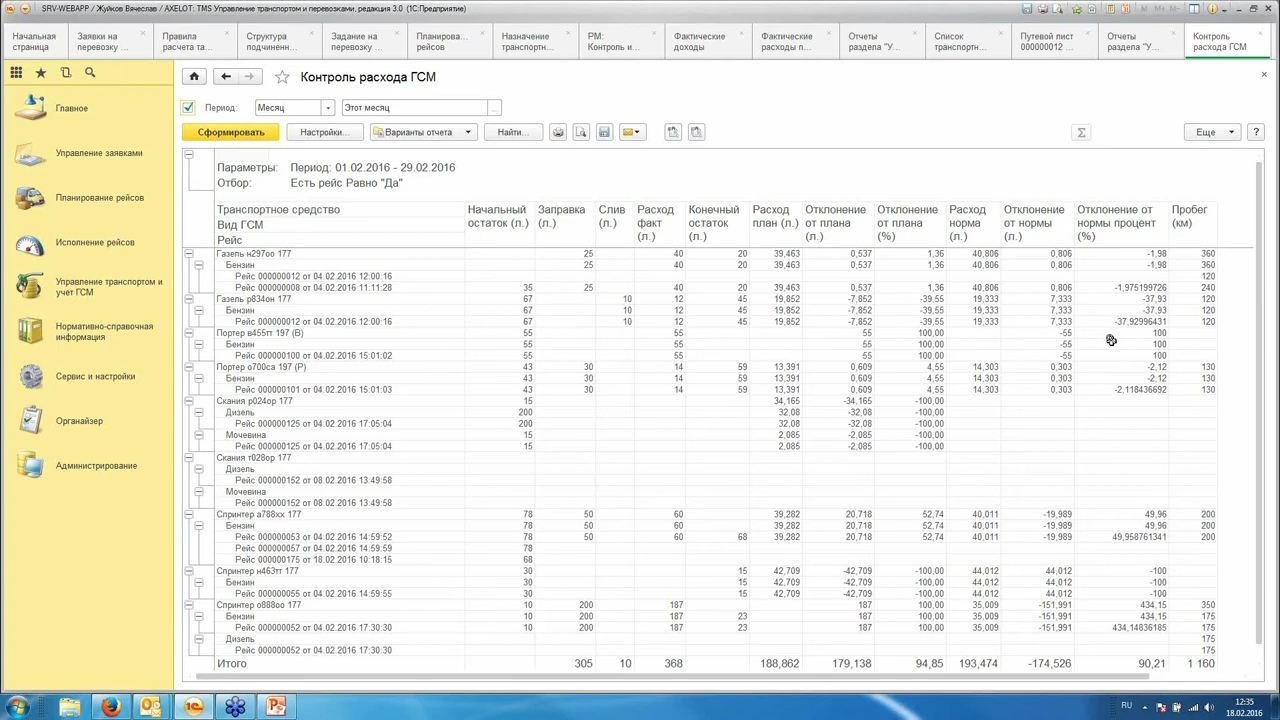 SRV-WEBAPP / Жуйков Вячеслав / AXELOT: TMS Управление транспортом и перевозками, редакция 3.0 (1С:Предприятие)
Начальная страница
Заявки на перевозку ...
Правила расчета та...
Структура подчиненн...
Задание на перевозку ...
Планирова... рейсов
Назначение транспортн...
РМ: Контроль и...
Фактические доходы
Фактические расходы п...
Отчеты раздела "У...
Список транспортн...
Путевой лист 000000012 ...
Отчеты раздела "У...
Контроль расхода ГСМ
Главное
Управление заявками
Планирование рейсов
Исполнение рейсов
Управление транспортом и учет ГСМ
Нормативно-справочная информация
Сервис и настройки
Органайзер
Администрирование
Контроль расхода ГСМ
Период: Месяц Этот месяц ...
Сформировать Настройки... Варианты отчета Найти... Σ Еще ?
Параметры: Период: 01.02.2016 - 29.02.2016
Отбор: Есть рейс Равно "Да"
Транспортное средство Начальный остаток (л.) Заправка (л.) Слив (л.) Расход факт (л.) Конечный остаток (л.) Расход план (л.) Отклонение от плана (л.) Отклонение от плана (%) Расход норма (л.) Отклонение от нормы (л.) Отклонение от нормы процент (%) Пробег (км)
Вид ГСМ
Рейс
Газель н297оо 177 25 40 20 39,463 0,537 1,36 40,806 0,806 -1,98 360
Бензин 25 40 20 39,463 0,537 1,36 40,806 0,806 -1,98 360
Рейс 000000012 от 04.02.2016 12:00:16 120
Рейс 000000008 от 04.02.2016 11:11:28 35 25 40 20 39,463 0,537 1,36 40,806 0,806 -1,975199726 240
Газель р834он 177 67 10 12 45 19,852 -7,852 -39,55 19,333 7,333 -37,93 120
Бензин 67 10 12 45 19,852 -7,852 -39,55 19,333 7,333 -37,93 120
Рейс 000000012 от 04.02.2016 12:00:16 67 10 12 45 19,852 -7,852 -39,55 19,333 7,333 -37,92996431 120
Портер в455тт 197 (В) 55 55 55 100,00 -55 100
Бензин 55 55 55 100,00 -55 100
Рейс 000000100 от 04.02.2016 15:01:02 55 55 55 100,00 -55 100
Портер о700са 197 (Р) 43 30 14 59 13,391 0,609 4,55 14,303 0,303 -2,12 130
Бензин 43 30 14 59 13,391 0,609 4,55 14,303 0,303 -2,12 130
Рейс 000000101 от 04.02.2016 15:01:03 43 30 14 59 13,391 0,609 4,55 14,303 0,303 -2,118436692 130
Скания р024ор 177 15 34,165 -34,165 -100,00
Дизель 200 32,08 -32,08 -100,00
Рейс 000000125 от 04.02.2016 17:05:04 200 32,08 -32,08 -100,00
Мочевина 15 2,085 -2,085 -100,00
Рейс 000000125 от 04.02.2016 17:05:04 15 2,085 -2,085 -100,00
Скания т028ор 177
Дизель
Рейс 000000152 от 08.02.2016 13:49:58
Мочевина
Рейс 000000152 от 08.02.2016 13:49:58
Спринтер а788хх 177 78 50 60 39,282 20,718 52,74 40,011 -19,989 49,96 200
Бензин 78 50 60 39,282 20,718 52,74 40,011 -19,989 49,96 200
Рейс 000000053 от 04.02.2016 14:59:52 78 50 60 68 39,282 20,718 52,74 40,011 -19,989 49,958761341 200
Рейс 000000057 от 04.02.2016 14:59:59 78
Рейс 000000175 от 18.02.2016 10:18:15 68
Спринтер н463тт 177 30 15 42,709 -42,709 -100,00 44,012 44,012 -100
Бензин 30 15 42,709 -42,709 -100,00 44,012 44,012 -100
Рейс 000000055 от 04.02.2016 14:59:55 30 15 42,709 -42,709 -100,00 44,012 44,012 -100
Спринтер о888оо 177 10 200 187 187 100,00 35,009 -151,991 434,15 350
Бензин 10 200 187 23 187 100,00 35,009 -151,991 434,15 175
Рейс 000000052 от 04.02.2016 17:30:30 10 200 187 23 187 100,00 35,009 -151,991 434,14836185 175
Дизель 175
Рейс 000000052 от 04.02.2016 17:30:30 175
Итого 305 10 368 188,862 179,138 94,85 193,474 -174,526 90,21 1 160
RU 12:35
18.02.2016